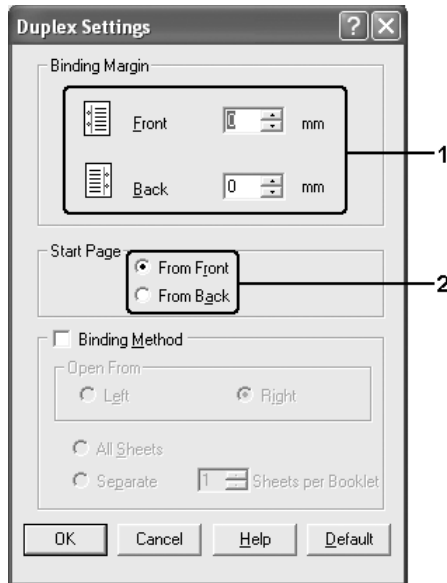 Duplex Settings
Binding Margin
Front 0 mm
1
Back 0 mm
Start Page
From Front
2
From Back
Binding Method
Open From
Left Right
All Sheets
Separate 1 Sheets per Booklet
OK Cancel Help Default